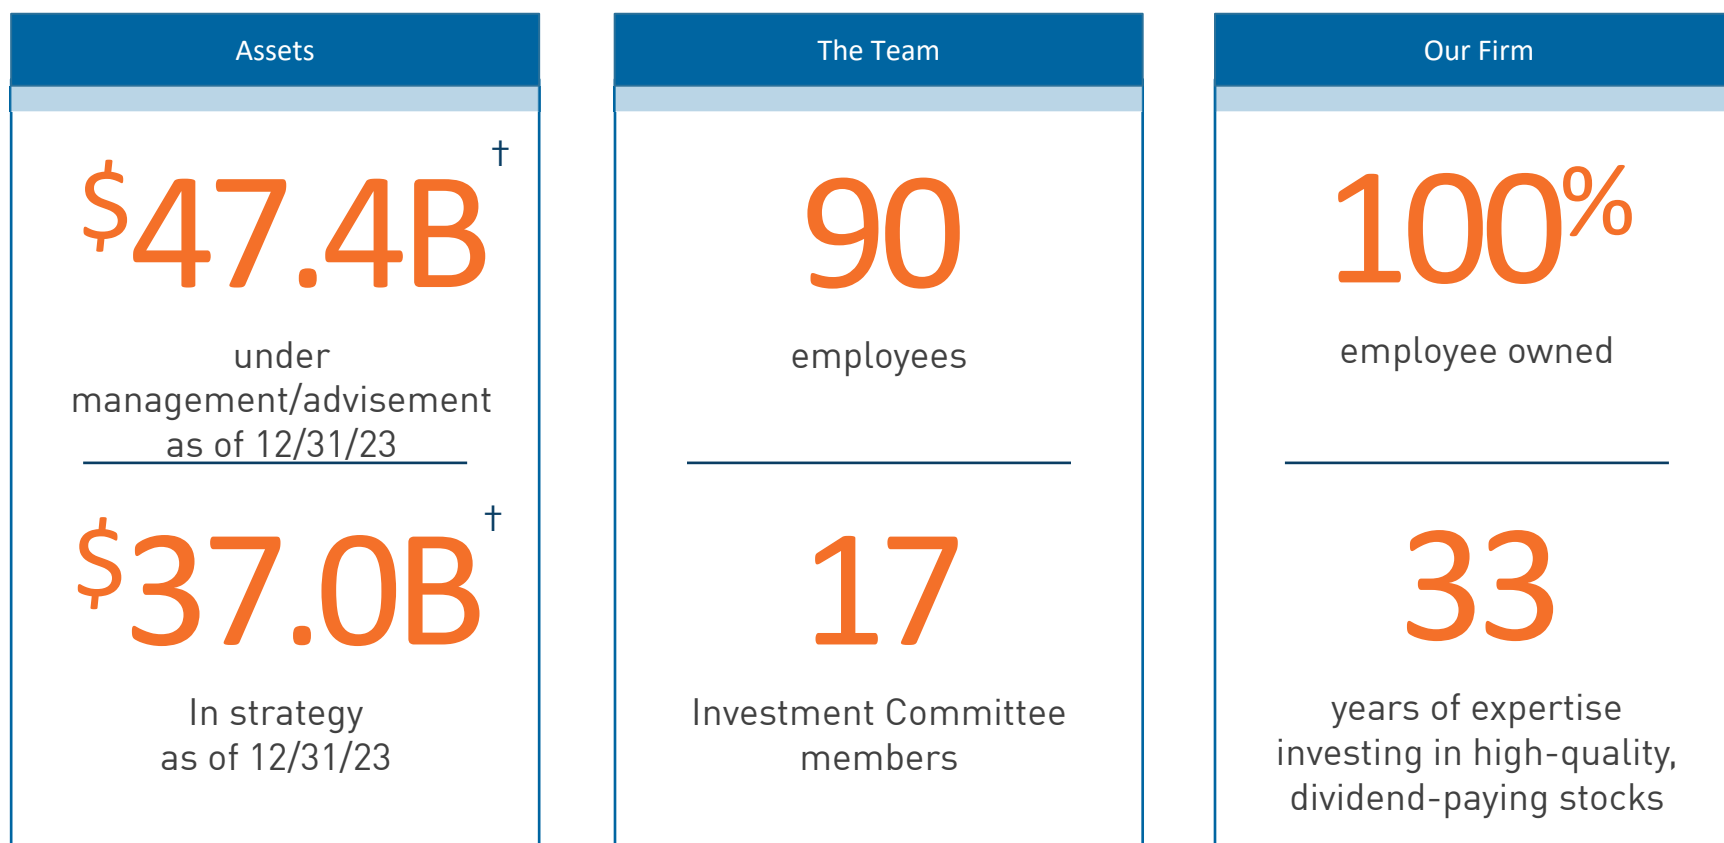 Assets
$47.4B†
under
management/advisement
as of 12/31/23
$37.0B†
In strategy
as of 12/31/23
The Team
90
employees
17
Investment Committee
members
Our Firm
100%
employee owned
33
years of expertise
investing in high-quality,
dividend-paying stocks